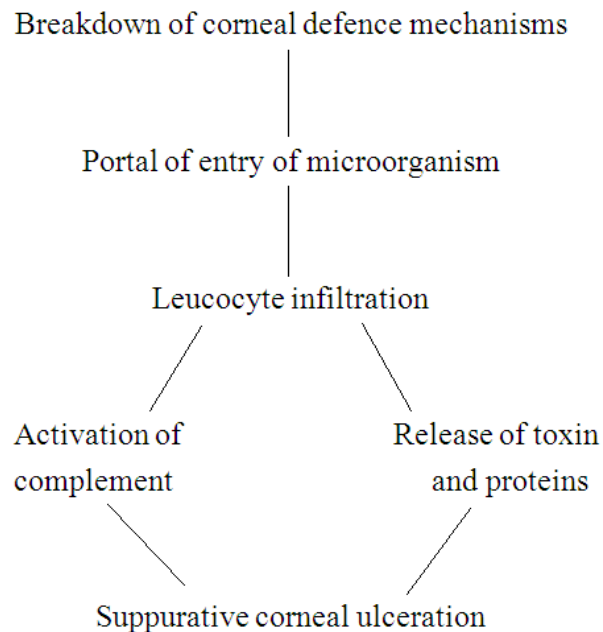 Breakdown of corneal defence mechanisms
Portal of entry of microorganism
Leucocyte infiltration
Activation of
complement
Release of toxin
and proteins
Suppurative corneal ulceration